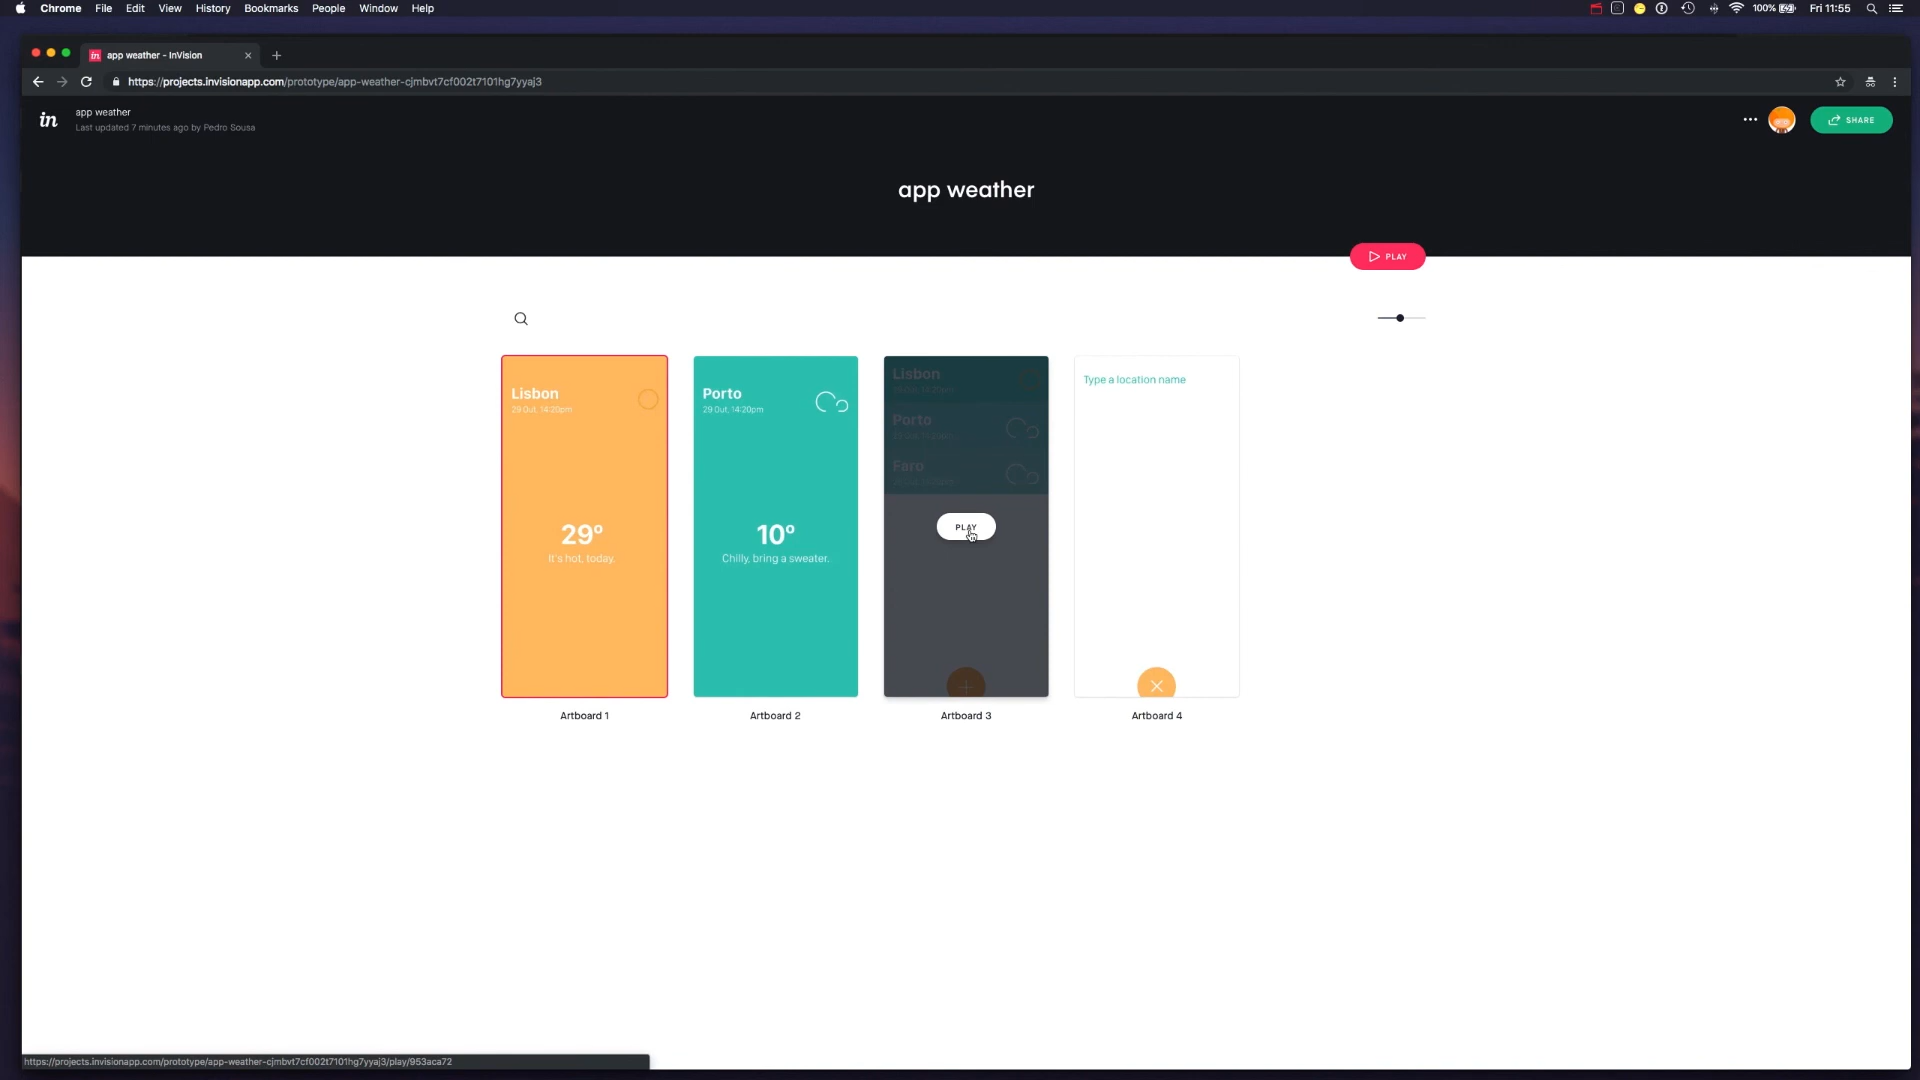 Chrome File Edit View History Bookmarks People Window Help 100% Fri 11:55
in app weather - InVision
https://projects.invisionapp.com/prototype/app-weather-cjmbvt7cf002t7101hg7yyaj3
in
app weather
Last updated 7 minutes ago by Pedro Sousa
SHARE
app weather
PLAY
Lisbon
29 Out, 14:20pm
29º
It's hot, today.
Artboard 1
Porto
29 Out, 14:20pm
10º
Chilly, bring a sweater.
Artboard 2
Lisbon
Porto
Faro
PLAY
Artboard 3
Type a location name
Artboard 4
https://projects.invisionapp.com/prototype/app-weather-cjmbvt7cf002t7101hg7yyaj3/play/953aca72